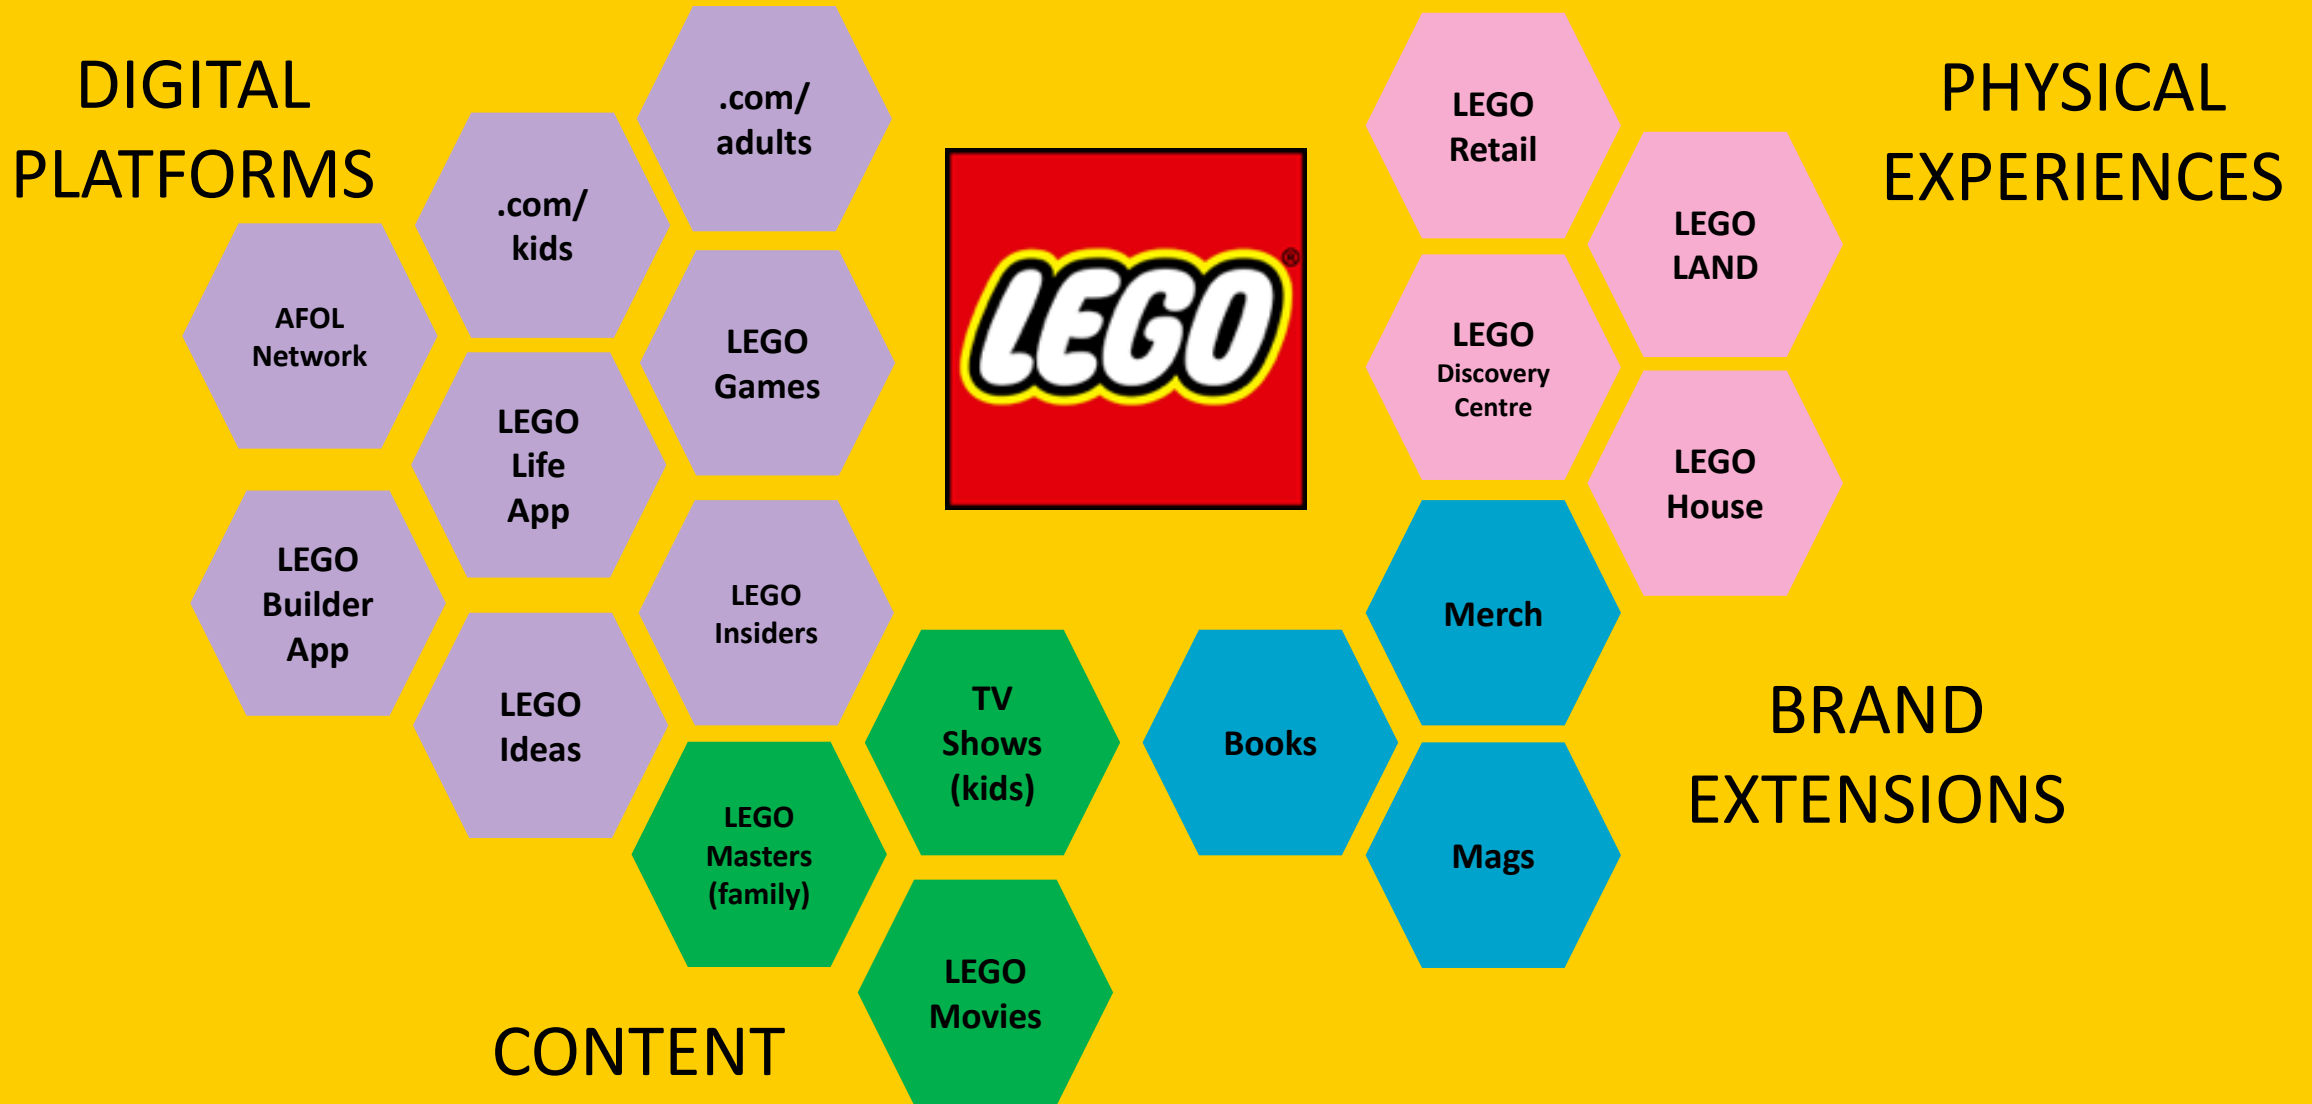 DIGITAL
PLATFORMS
.com/
adults
.com/
kids
AFOL
Network
LEGO
Games
LEGO
Life
App
LEGO
Builder
App
LEGO
Insiders
LEGO
Ideas
LEGO
®
LEGO
Retail
PHYSICAL
EXPERIENCES
LEGO
LAND
LEGO
Discovery
Centre
LEGO
House
Merch
Books
Mags
BRAND
EXTENSIONS
TV
Shows
(kids)
LEGO
Masters
(family)
LEGO
Movies
CONTENT